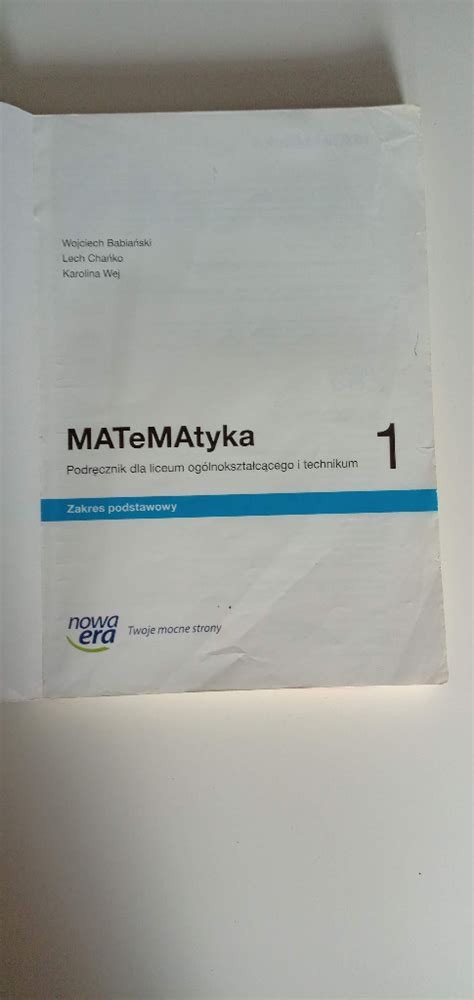 Wojciech Babiański
Lech Chańko
Karolina Wej
MATeMAtyka 1
Podręcznik dla liceum ogólnokształcącego i technikum
Zakres podstawowy
nowa
era
Twoje mocne strony